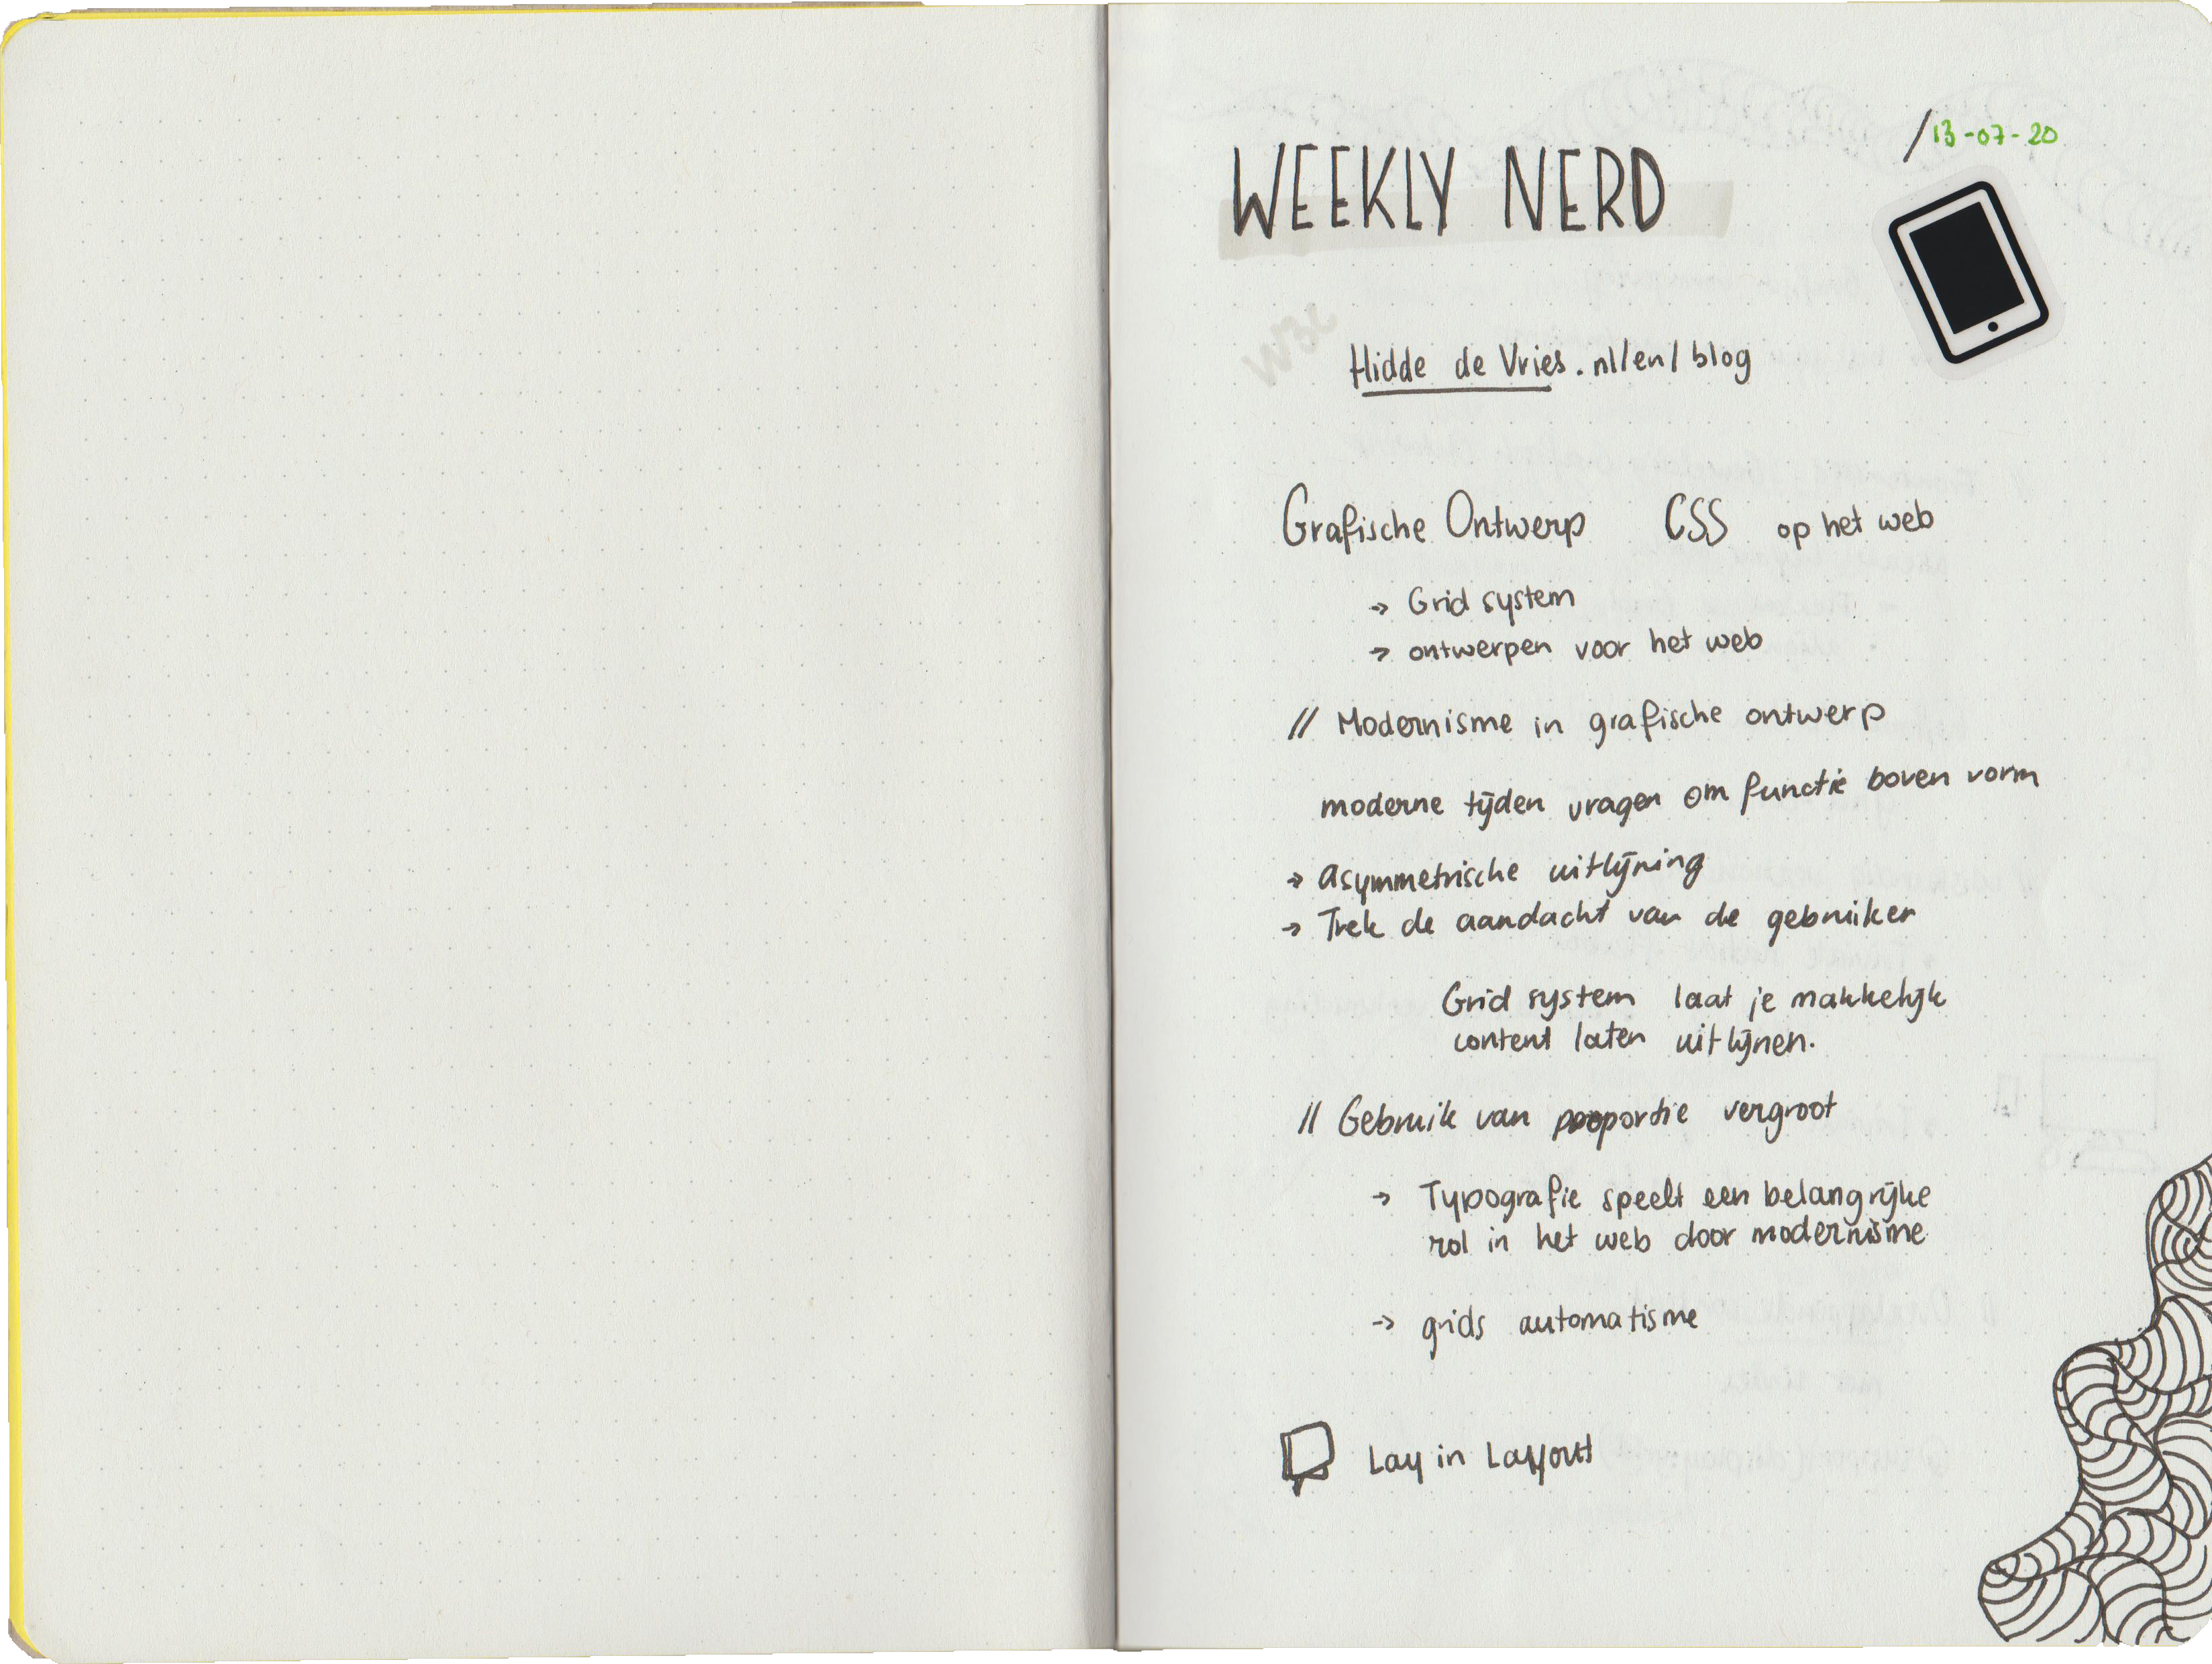 /13-07-20
WEEKLY NERD
W3C
Hidde de Vries.nl/en/blog
Grafische Ontwerp CSS op het web
→ Grid system
→ ontwerpen voor het web
// Modernisme in grafische ontwerp
moderne tijden vragen om functie boven vorm
→ Asymmetrische uitlijning
→ Trek de aandacht van de gebruiker
Grid system laat je makkelijk
content laten uitlijnen.
// Gebruik van proportie vergroot
→ Typografie speelt een belangrijke
rol in het web door modernisme
→ grids automatisme
Lay in Layout